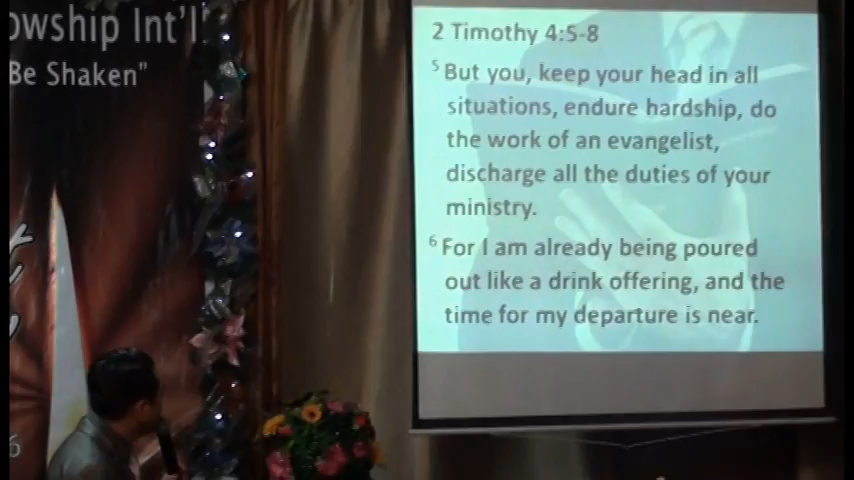 owship Int'l
Be Shaken"
2 Timothy 4:5-8
5 But you, keep your head in all
situations, endure hardship, do
the work of an evangelist,
discharge all the duties of your
ministry.
6 For I am already being poured
out like a drink offering, and the
time for my departure is near.